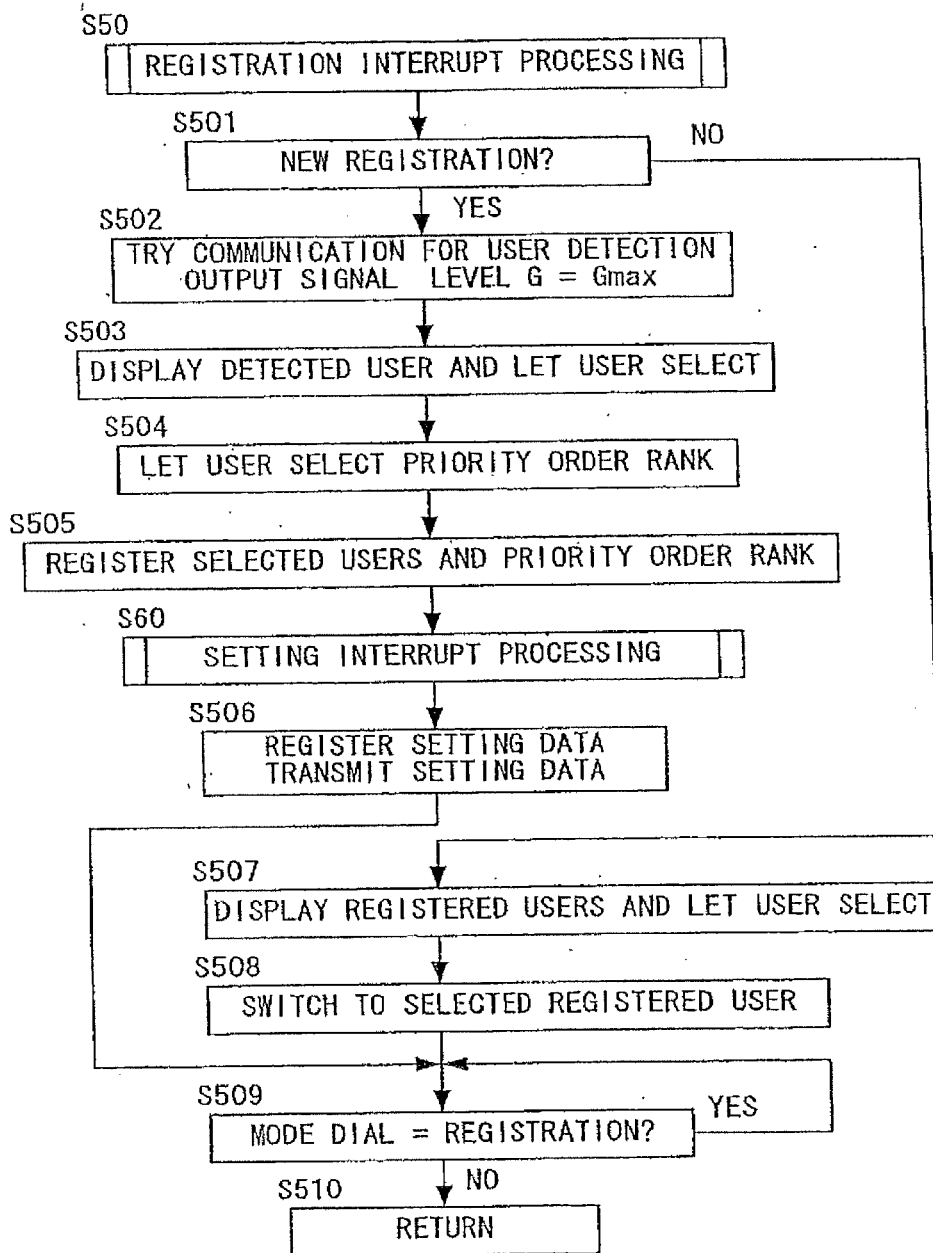 S50
REGISTRATION INTERRUPT PROCESSING
S501
NEW REGISTRATION?
NO
YES
S502
TRY COMMUNICATION FOR USER DETECTION
OUTPUT SIGNAL LEVEL G = Gmax
S503
DISPLAY DETECTED USER AND LET USER SELECT
S504
LET USER SELECT PRIORITY ORDER RANK
S505
REGISTER SELECTED USERS AND PRIORITY ORDER RANK
S60
SETTING INTERRUPT PROCESSING
S506
REGISTER SETTING DATA
TRANSMIT SETTING DATA
S507
DISPLAY REGISTERED USERS AND LET USER SELECT
S508
SWITCH TO SELECTED REGISTERED USER
S509
MODE DIAL = REGISTRATION?
YES
NO
S510
RETURN